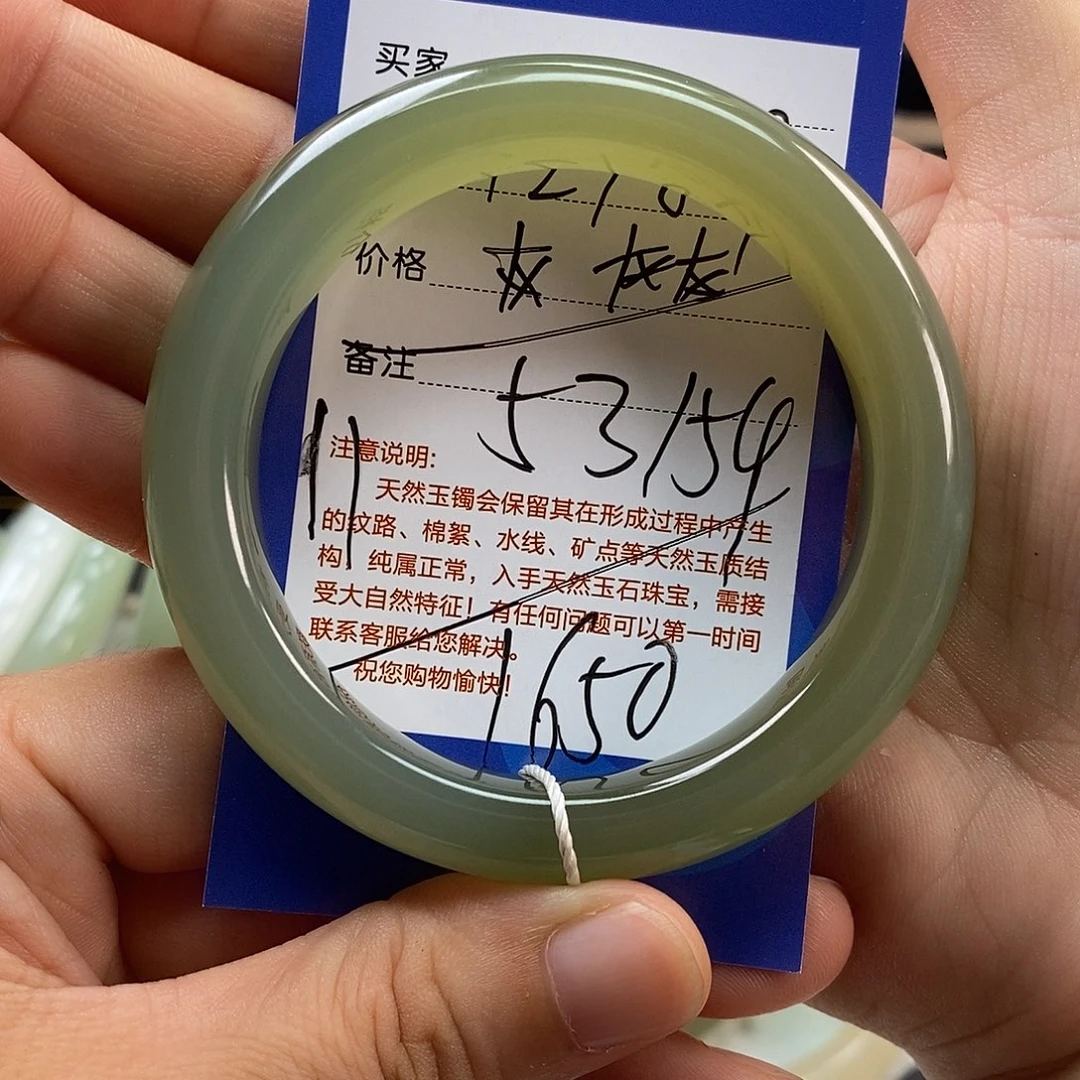 买家
价格
备注
53/54
注意说明:
天然玉镯会保留其在形成过程中产生
的纹路、棉絮、水线、矿点等天然玉质结
构，纯属正常，入手天然玉石珠宝，需接
受大自然特征！有任何问题可以第一时间
联系客服给您解决。
祝您购物愉快!
1650